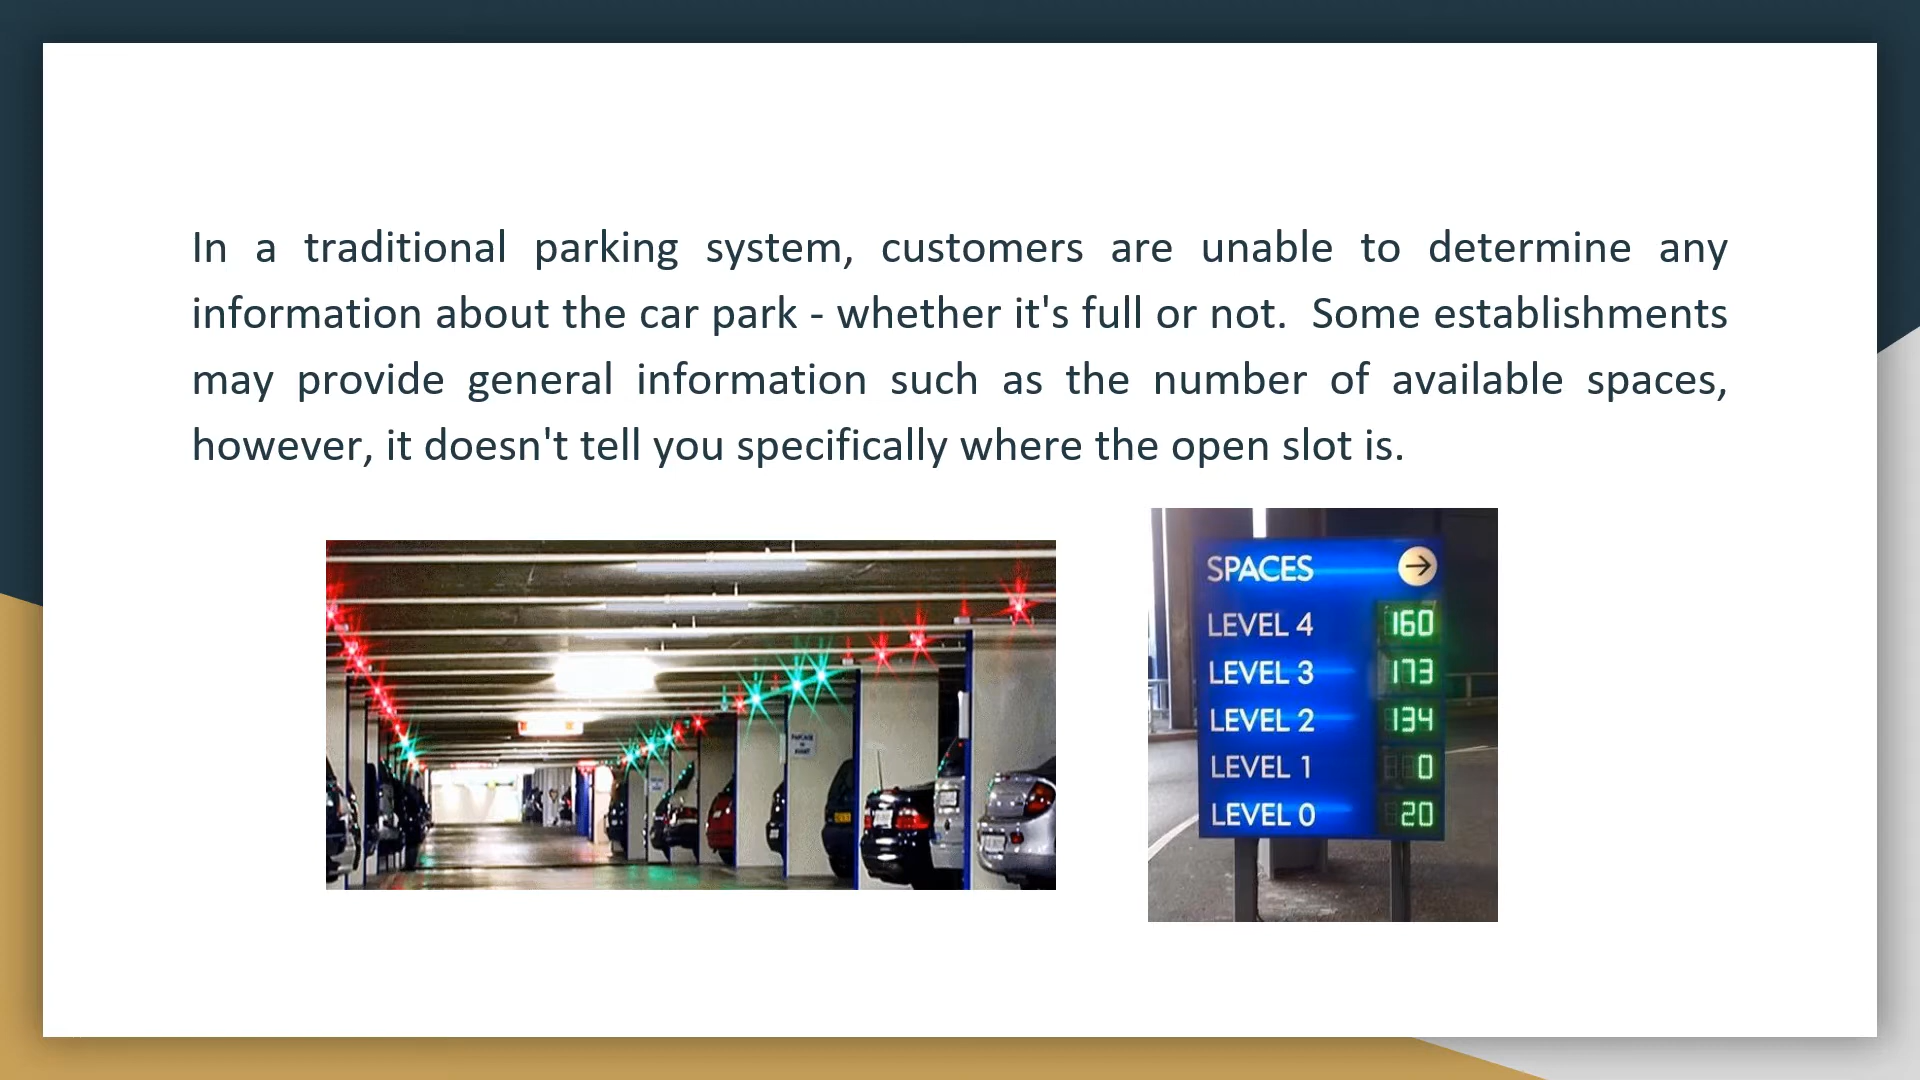 In a traditional parking system, customers are unable to determine any
information about the car park - whether it's full or not.  Some establishments
may provide general information such as the number of available spaces,
however, it doesn't tell you specifically where the open slot is.
SPACES →
LEVEL 4 160
LEVEL 3 173
LEVEL 2 134
LEVEL 1 0
LEVEL 0 20